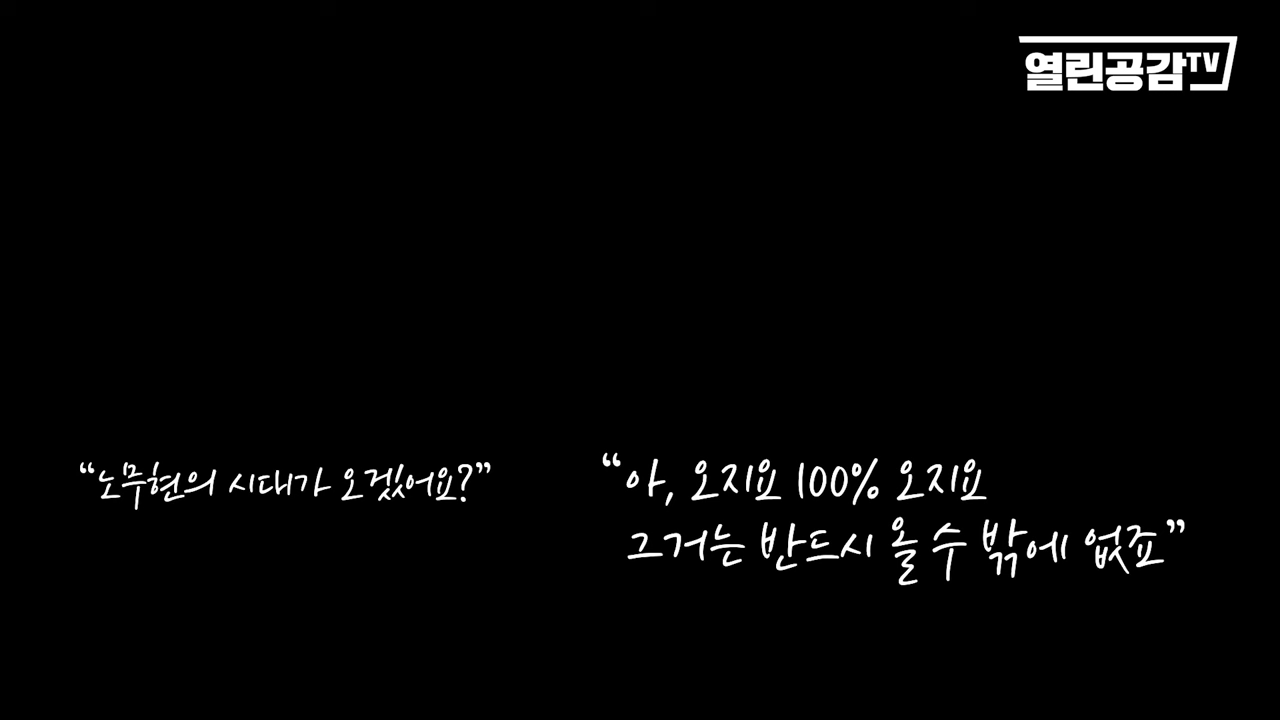 열린공감TV
“노무현의 시대가 오겠어요?”
“아, 오지요 100% 오지요
그거는 반드시 올 수 밖에 없죠”